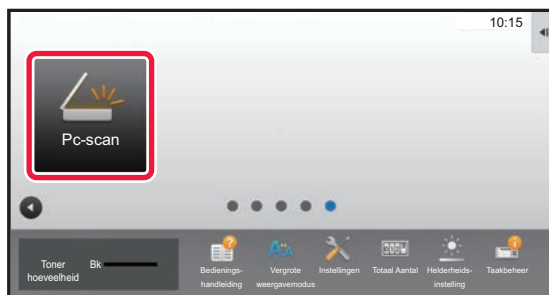 10:15
Pc-scan
Toner
hoeveelheid
Bk
Bedienings-
handleiding
Vergrote
weergavemodus
Instellingen
Totaal Aantal
Helderheids-
instelling
Taakbeheer